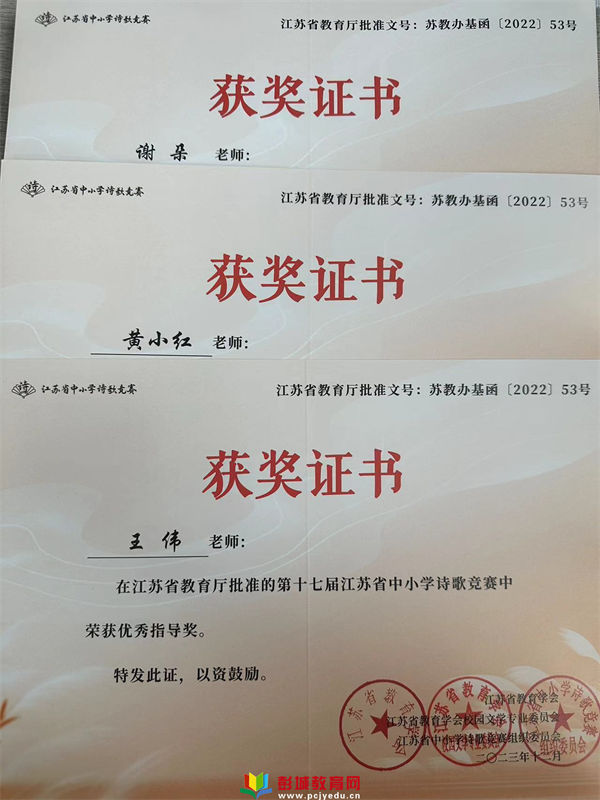 江苏省中小学诗歌竞赛
江苏省教育厅批准文号：苏教办基函〔2022〕53号
获奖证书
谢 朵 老师：
诗 江苏省中小学诗歌竞赛
江苏省教育厅批准文号：苏教办基函〔2022〕53号
获奖证书
黄小红 老师：
诗 江苏省中小学诗歌竞赛
江苏省教育厅批准文号：苏教办基函〔2022〕53号
获奖证书
王 伟 老师：
在江苏省教育厅批准的第十七届江苏省中小学诗歌竞赛中
荣获优秀指导奖。
特发此证，以资鼓励。
江苏省教育学会
江苏省教育学会校园文学专业委员会
江苏省中小学诗歌竞赛组织委员会
二〇二三年十二月
彭城教育网
www.pcjyedu.cn